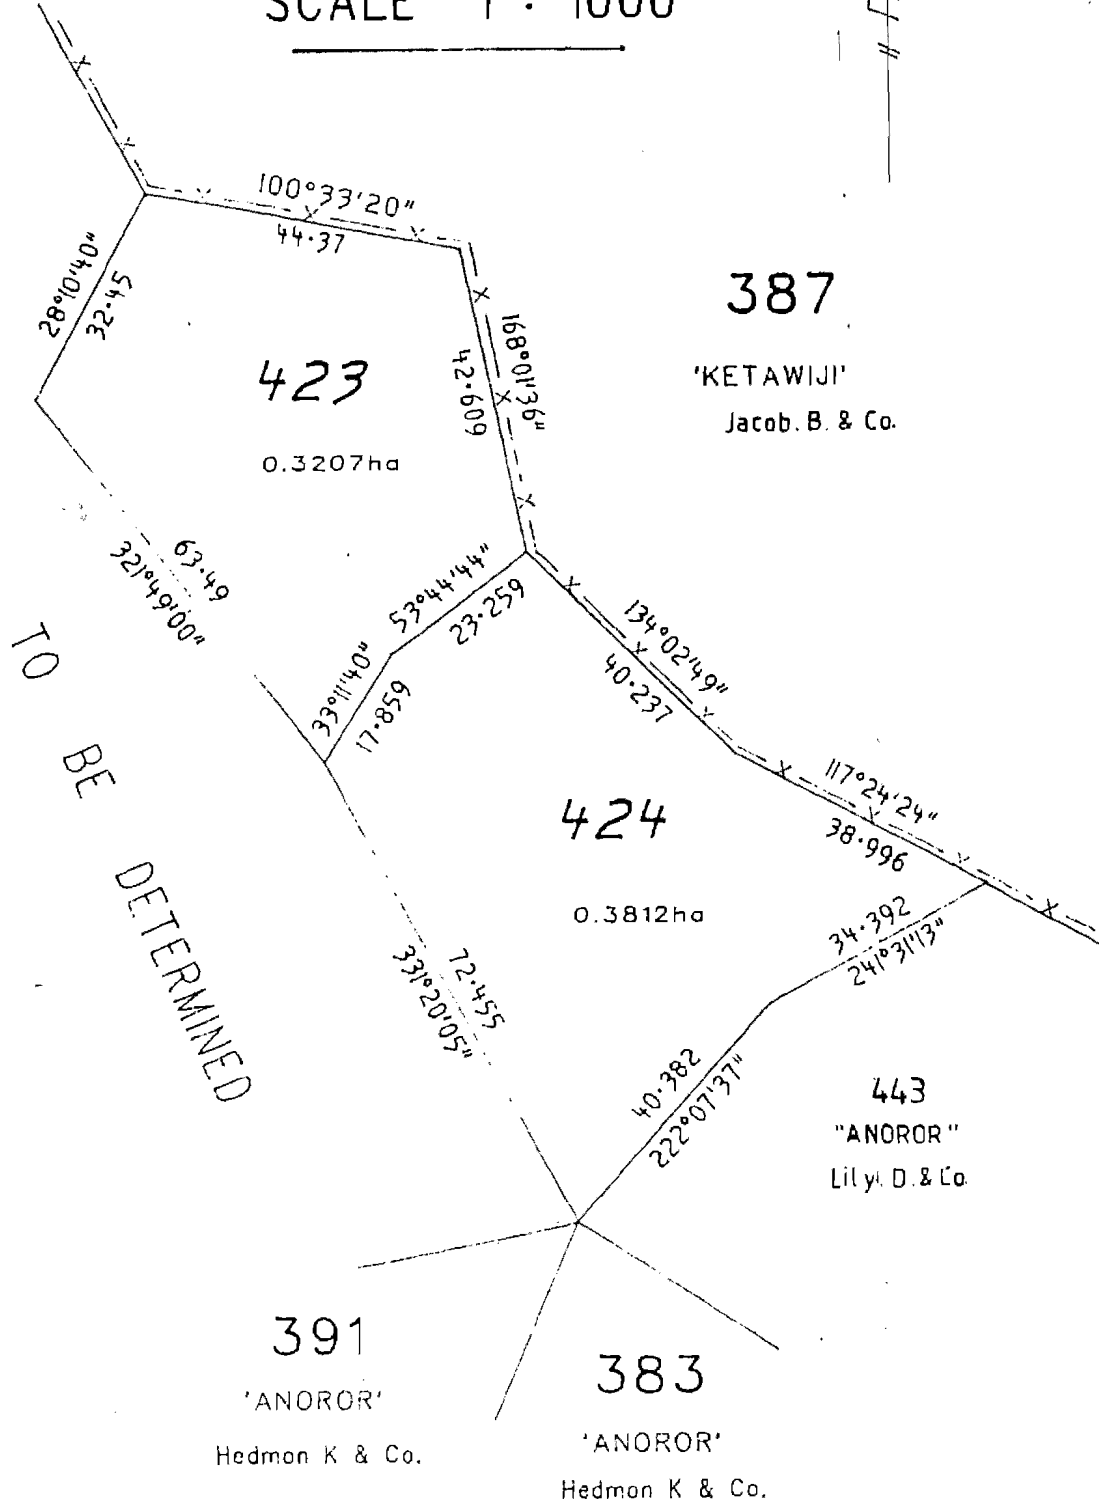 SCALE 1 : 1000
100°33'20"
44·37
28°10'40"
32·45
387
'KETAWIJI'
Jacob. B. & Co.
423
0.3207ha
168°01'36"
42·609
63·49
321°49'00"
53°44'44"
23·259
33°11'40"
17·859
134°02'49"
40·237
TO BE DETERMINED
117°24'24"
38·996
424
0.3812ha
34·392
241°31'13"
72·455
331°20'05"
40·382
222°07'37"
443
"ANOROR"
Lily. D. & Co.
391
'ANOROR'
Hedmon K & Co.
383
'ANOROR'
Hedmon K & Co.